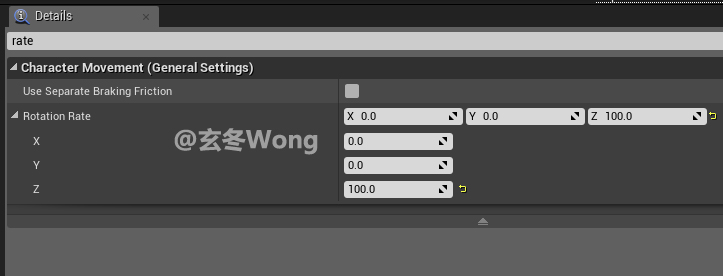 Details
rate
Character Movement (General Settings)
Use Separate Braking Friction
Rotation Rate X 0.0 Y 0.0 Z 100.0
X 0.0
Y 0.0
Z 100.0
@玄冬Wong